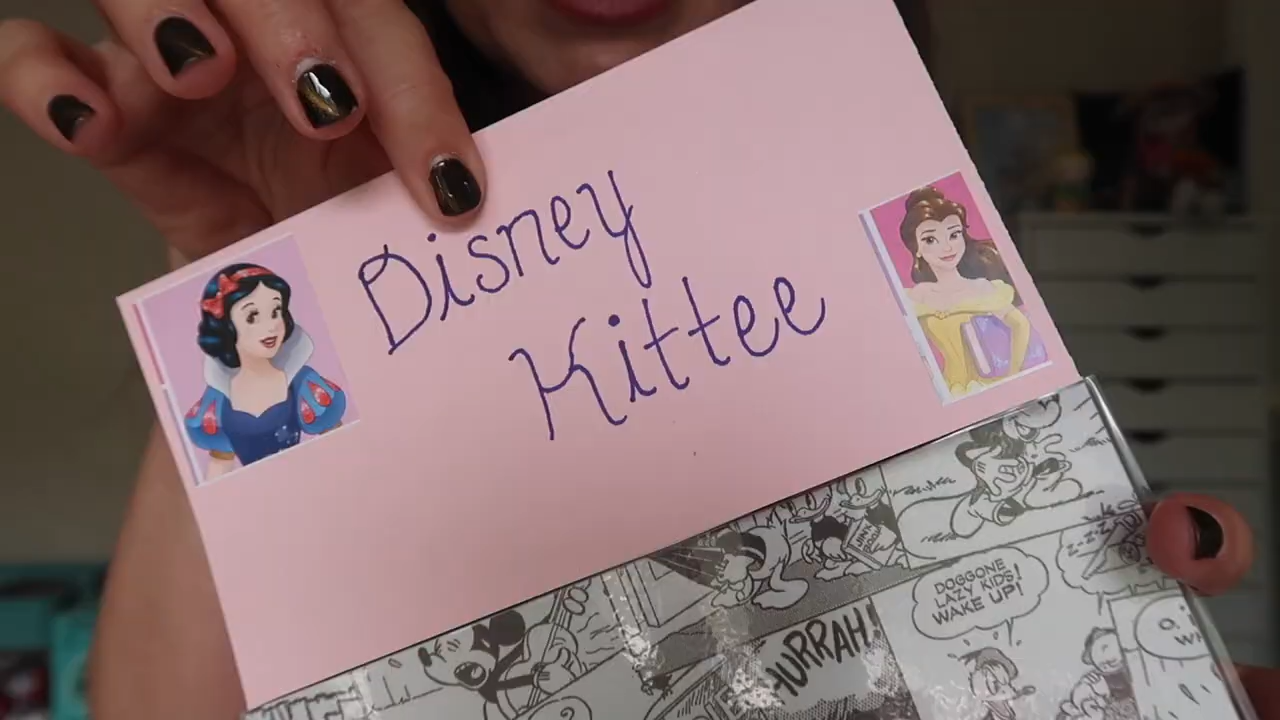 Disney
Kittee
DOGGONE
LAZY KIDS!
WAKE UP!
Z-Z-Z
HURRAH!